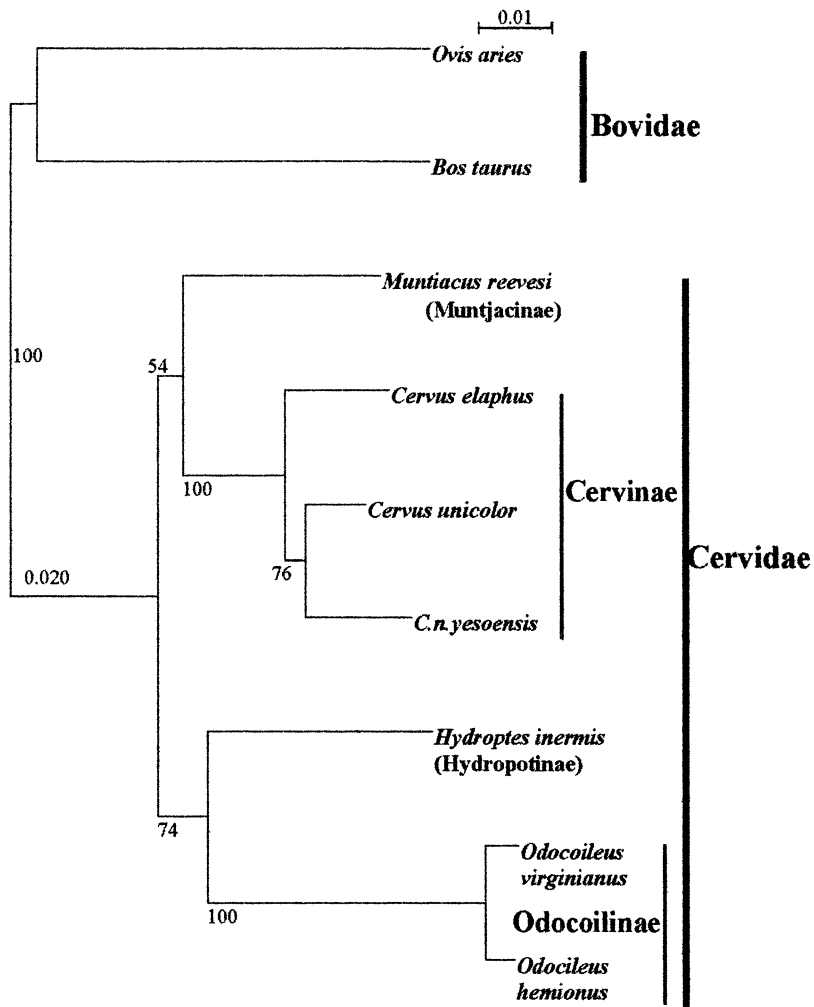 0.01
Ovis aries
Bovidae
Bos taurus
Muntiacus reevesi
(Muntjacinae)
100
54
Cervus elaphus
100
Cervinae
Cervus unicolor
Cervidae
76
0.020
C.n.yesoensis
Hydroptes inermis
(Hydropotinae)
74
Odocoileus
virginianus
100
Odocoilinae
Odocileus
hemionus